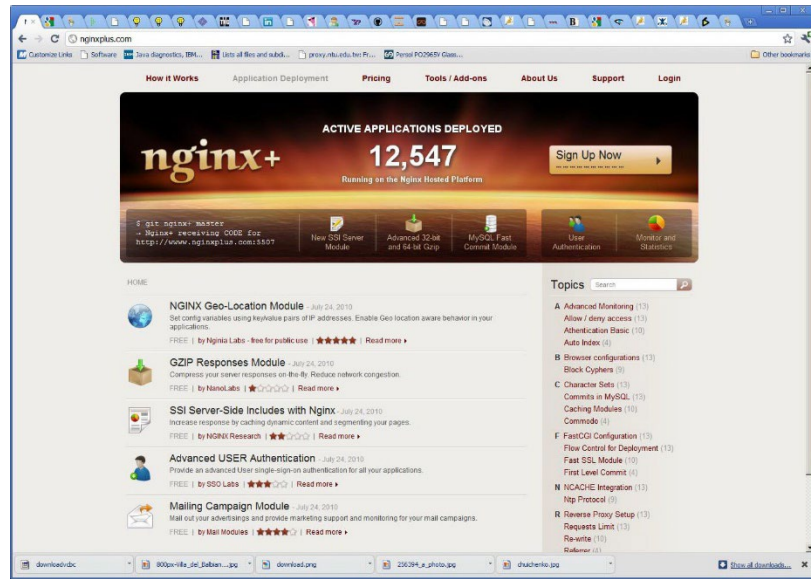 nginxplus.com
Customize Links Software Java diagnostics, IBM... Lists all files and subdi... proxy.ntu.edu.tw: Fr... Persol PO2965V Glass... Other bookmarks
How it Works Application Deployment Pricing Tools / Add-ons About Us Support Login
ACTIVE APPLICATIONS DEPLOYED
nginx+ 12,547 Sign Up Now
Running on the Nginx Hosted Platform
$ git nginx+ master
→ Nginx+ receiving CODE for
http://www.nginxplus.com:5507
New SSI Server Module
Advanced 32-bit and 64-bit Gzip
MySQL Fast Commit Module
User Authentication
Monitor and Statistics
HOME
NGINX Geo-Location Module - July 24, 2010
Set config variables using key/value pairs of IP addresses. Enable Geo location aware behavior in your
applications.
FREE | by Nginia Labs - free for public use | ★★★★★ | Read more
GZIP Responses Module - July 24, 2010
Compress your server responses on-the-fly. Reduce network congestion.
FREE | by NanoLabs | ★☆☆☆☆ | Read more
SSI Server-Side Includes with Nginx - July 24, 2010
Increase response by caching dynamic content and segmenting your pages.
FREE | by NGINX Research | ★★☆☆☆ | Read more
Advanced USER Authentication - July 24, 2010
Provide an advanced User single-sign-on authentication for all your applications.
FREE | by SSO Labs | ★★★☆☆ | Read more
Mailing Campaign Module - July 24, 2010
Mail out your advertisings and provide marketing support and monitoring for your mail campaigns.
FREE | by Mail Modules | ★★★★☆ | Read more
Topics Search
A Advanced Monitoring (13)
Allow / deny access (13)
Athentication Basic (10)
Auto Index (4)
B Browser configurations (13)
Block Cyphers (9)
C Character Sets (13)
Commits in MySQL (13)
Caching Modules (10)
Commode (4)
F FastCGI Configuration (13)
Flow Control for Deployment (13)
Fast SSL Module (10)
First Level Commit (4)
N NCACHE Integration (13)
Ntp Protocol (9)
R Reverse Proxy Setup (13)
Requests Limit (13)
Re-write (10)
Referrer (4)
downloadvdbc 800px-Villa_del_Balbian....jpg download.png 256394_a_photo.jpg chuichenko.jpg Show all downloads...